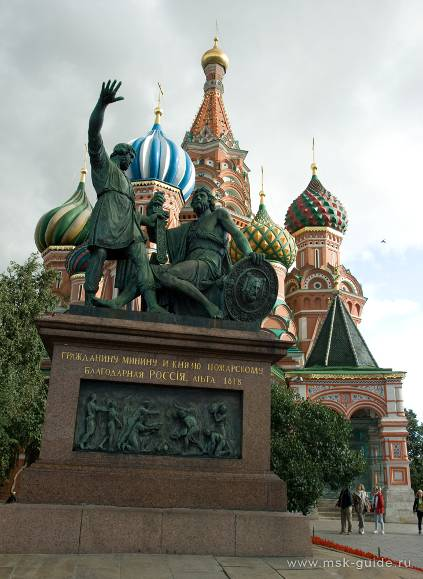 ГРАЖДАНИНУ МИНИНУ И КНЯЗЮ ПОЖАРСКОМУ
БЛАГОДАРНАЯ РОССІЯ. ЛѢТА 1818
www.msk-guide.ru